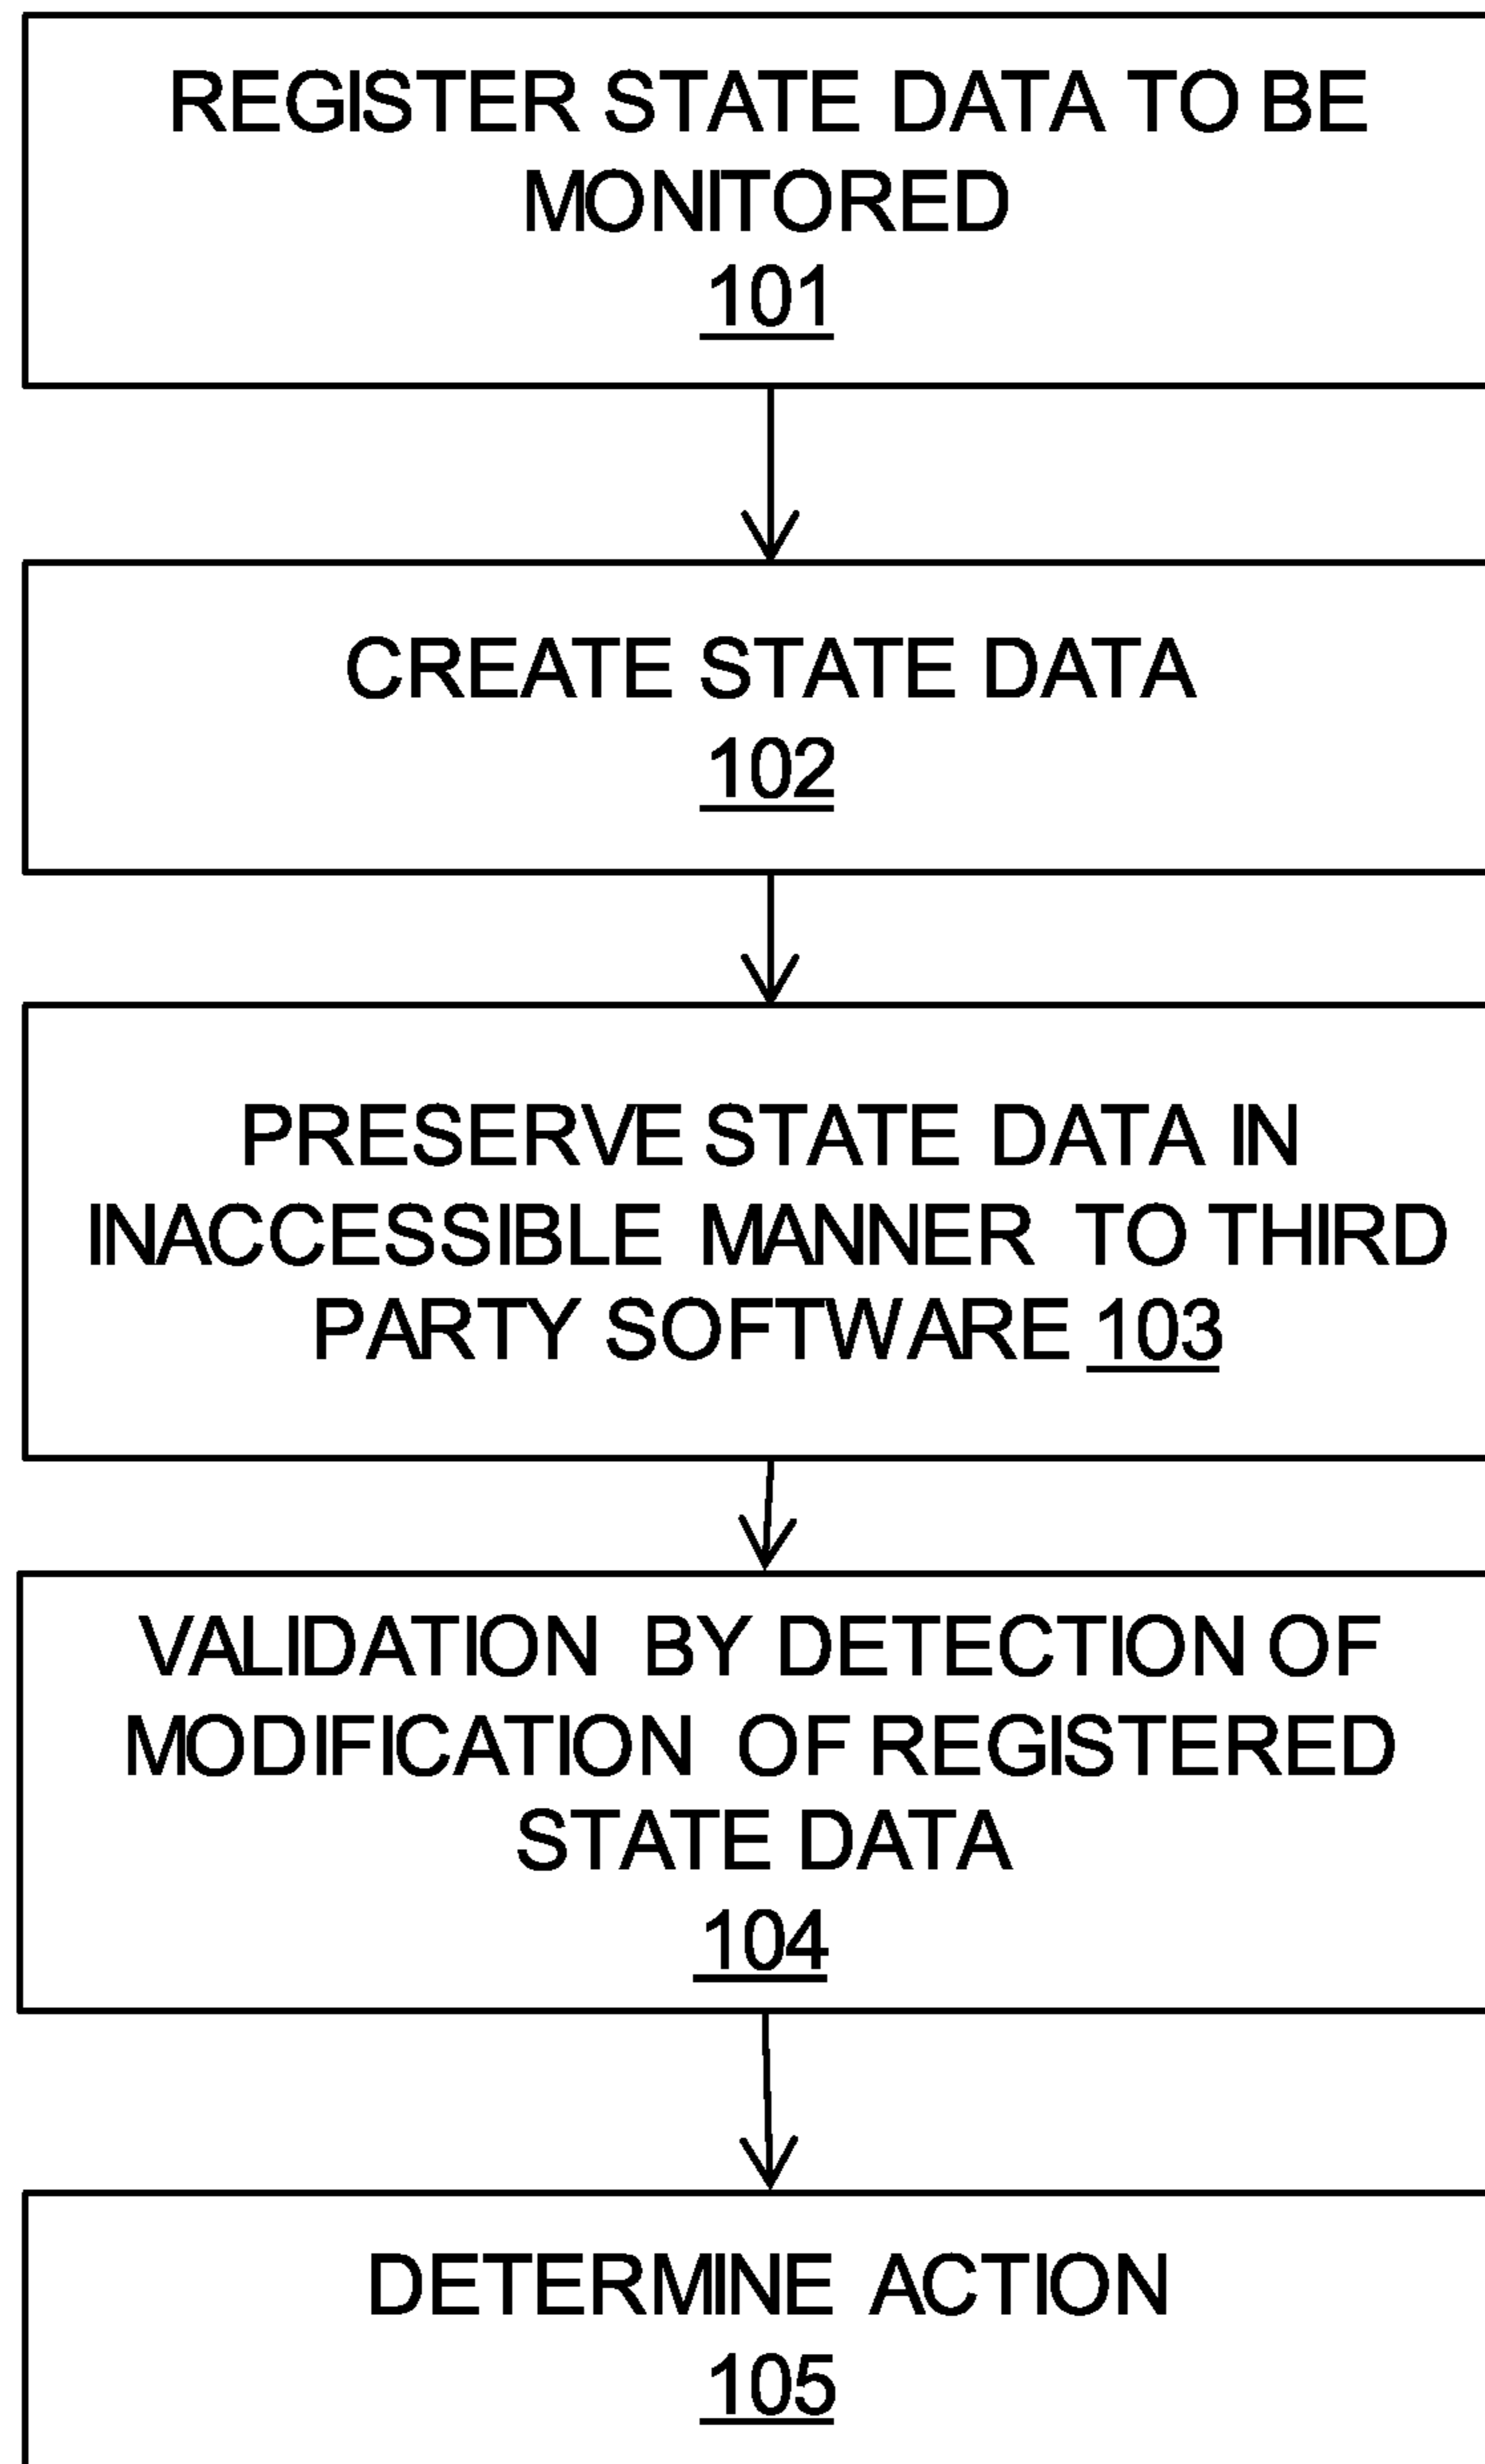 REGISTER STATE DATA TO BE
MONITORED
101
CREATE STATE DATA
102
PRESERVE STATE DATA IN
INACCESSIBLE MANNER TO THIRD
PARTY SOFTWARE 103
VALIDATION BY DETECTION OF
MODIFICATION OF REGISTERED
STATE DATA
104
DETERMINE ACTION
105